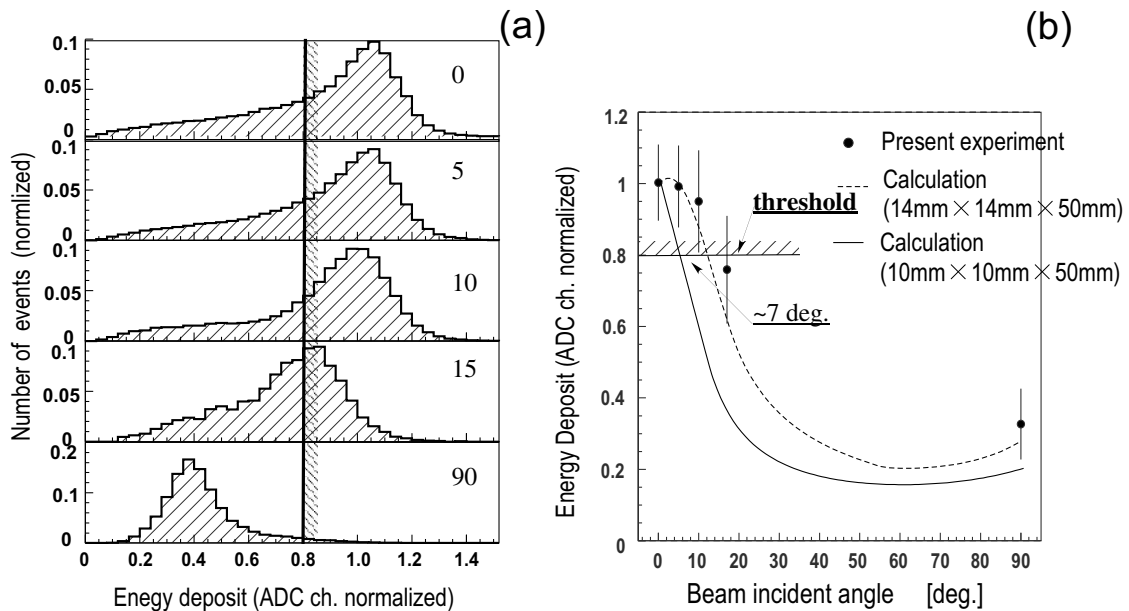 (a)
Number of events (normlized)
0.1
0.05
0
0
0.1
0.05
0
5
0.1
0.05
0
10
0.1
0.05
0
15
0.2
0.1
0
90
0 0.2 0.4 0.6 0.8 1.0 1.2 1.4
Enegy deposit (ADC ch. normalized)
(b)
Energy Deposit (ADC ch. normalized)
1.2
1
0.8
0.6
0.4
0.2
0
Present experiment
Calculation
(14mm×14mm×50mm)
Calculation
(10mm×10mm×50mm)
threshold
~7 deg.
0 10 20 30 40 50 60 70 80 90
Beam incident angle [deg.]